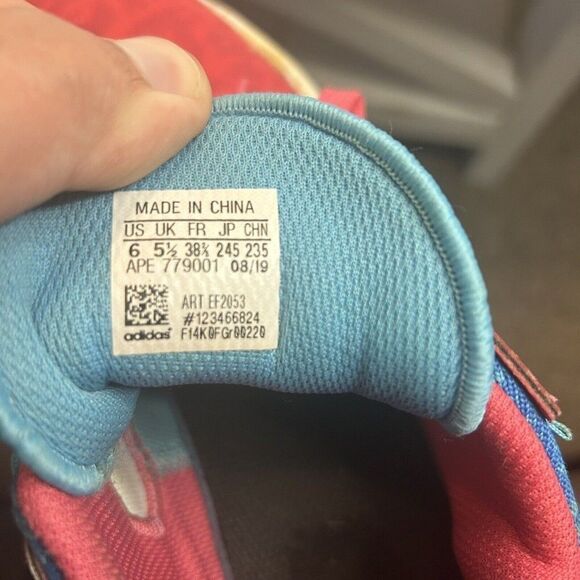 MADE IN CHINA
US UK FR JP CHN
6 5½ 38⅔ 245 235
APE 779001 08/19
ART EF2053
#123466824
adidas F14K0FGr00220